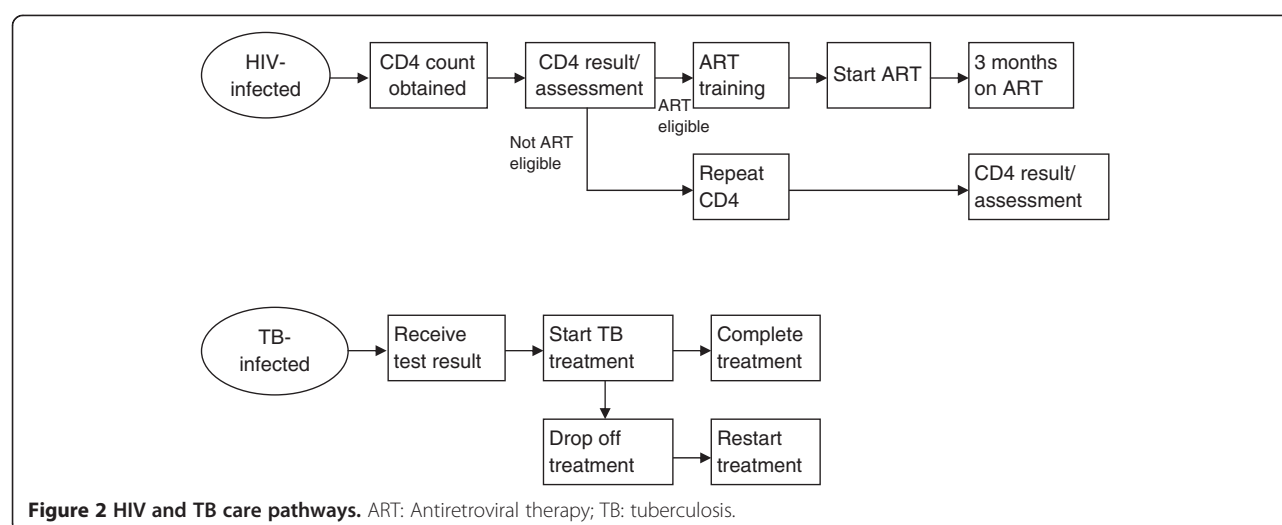 HIV-
infected
CD4 count
obtained
CD4 result/
assessment
ART
training
Start ART
3 months
on ART
ART
eligible
Not ART
eligible
Repeat
CD4
CD4 result/
assessment
TB-
infected
Receive
test result
Start TB
treatment
Complete
treatment
Drop off
treatment
Restart
treatment
Figure 2 HIV and TB care pathways. ART: Antiretroviral therapy; TB: tuberculosis.